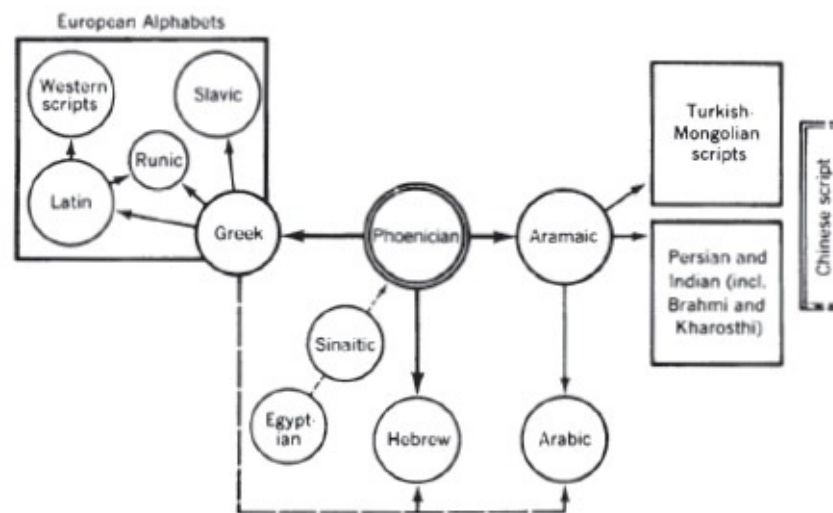 European Alphabets
Western
scripts
Slavic
Runic
Latin
Greek
Phoenician
Aramaic
Turkish-
Mongolian
scripts
Persian and
Indian (incl.
Brahmi and
Kharosthi)
Chinese script
Sinaitic
Egypt-
ian
Hebrew
Arabic